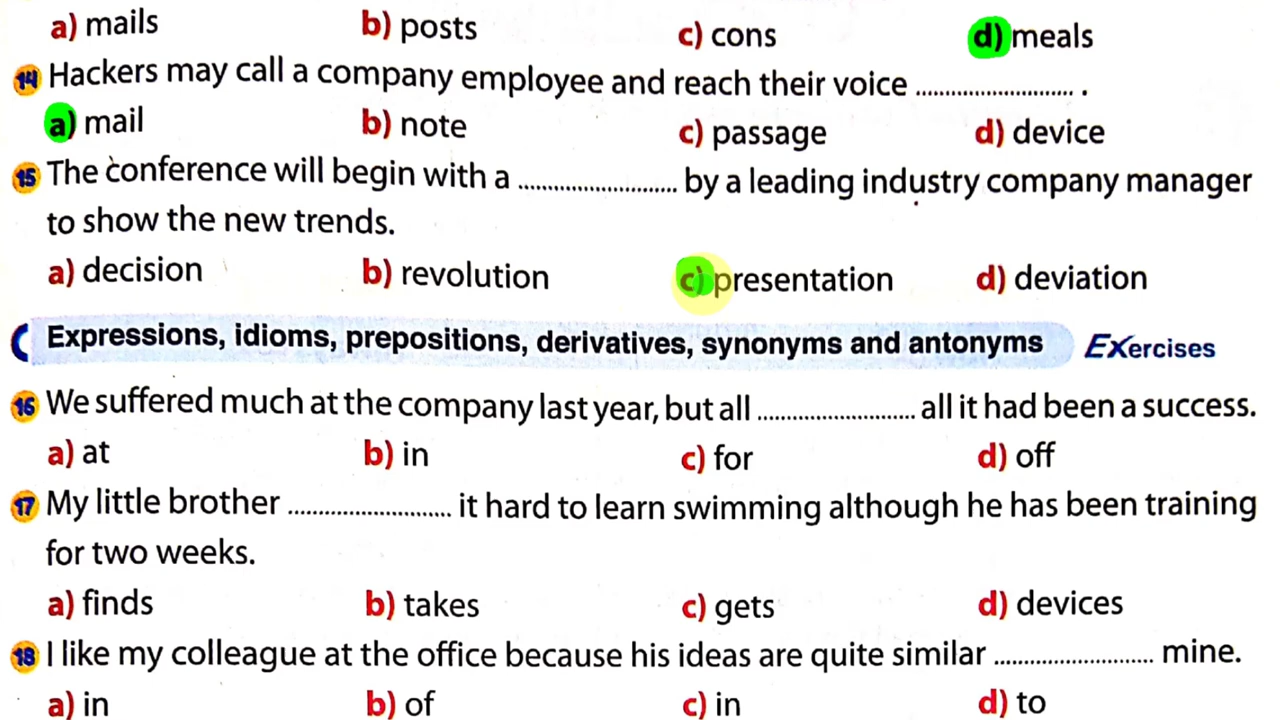 a) mails b) posts c) cons d) meals
14 Hackers may call a company employee and reach their voice ........................... .
a) mail b) note c) passage d) device
15 The conference will begin with a ........................... by a leading industry company manager
to show the new trends.
a) decision b) revolution c) presentation d) deviation
Expressions, idioms, prepositions, derivatives, synonyms and antonyms Exercises
16 We suffered much at the company last year, but all ........................... all it had been a success.
a) at b) in c) for d) off
17 My little brother ........................... it hard to learn swimming although he has been training
for two weeks.
a) finds b) takes c) gets d) devices
18 I like my colleague at the office because his ideas are quite similar ........................... mine.
a) in b) of c) in d) to